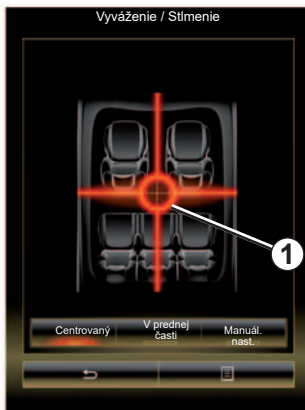 Vyváženie / Stlmenie
1
Centrovaný
V prednej
časti
Manuál.
nast.